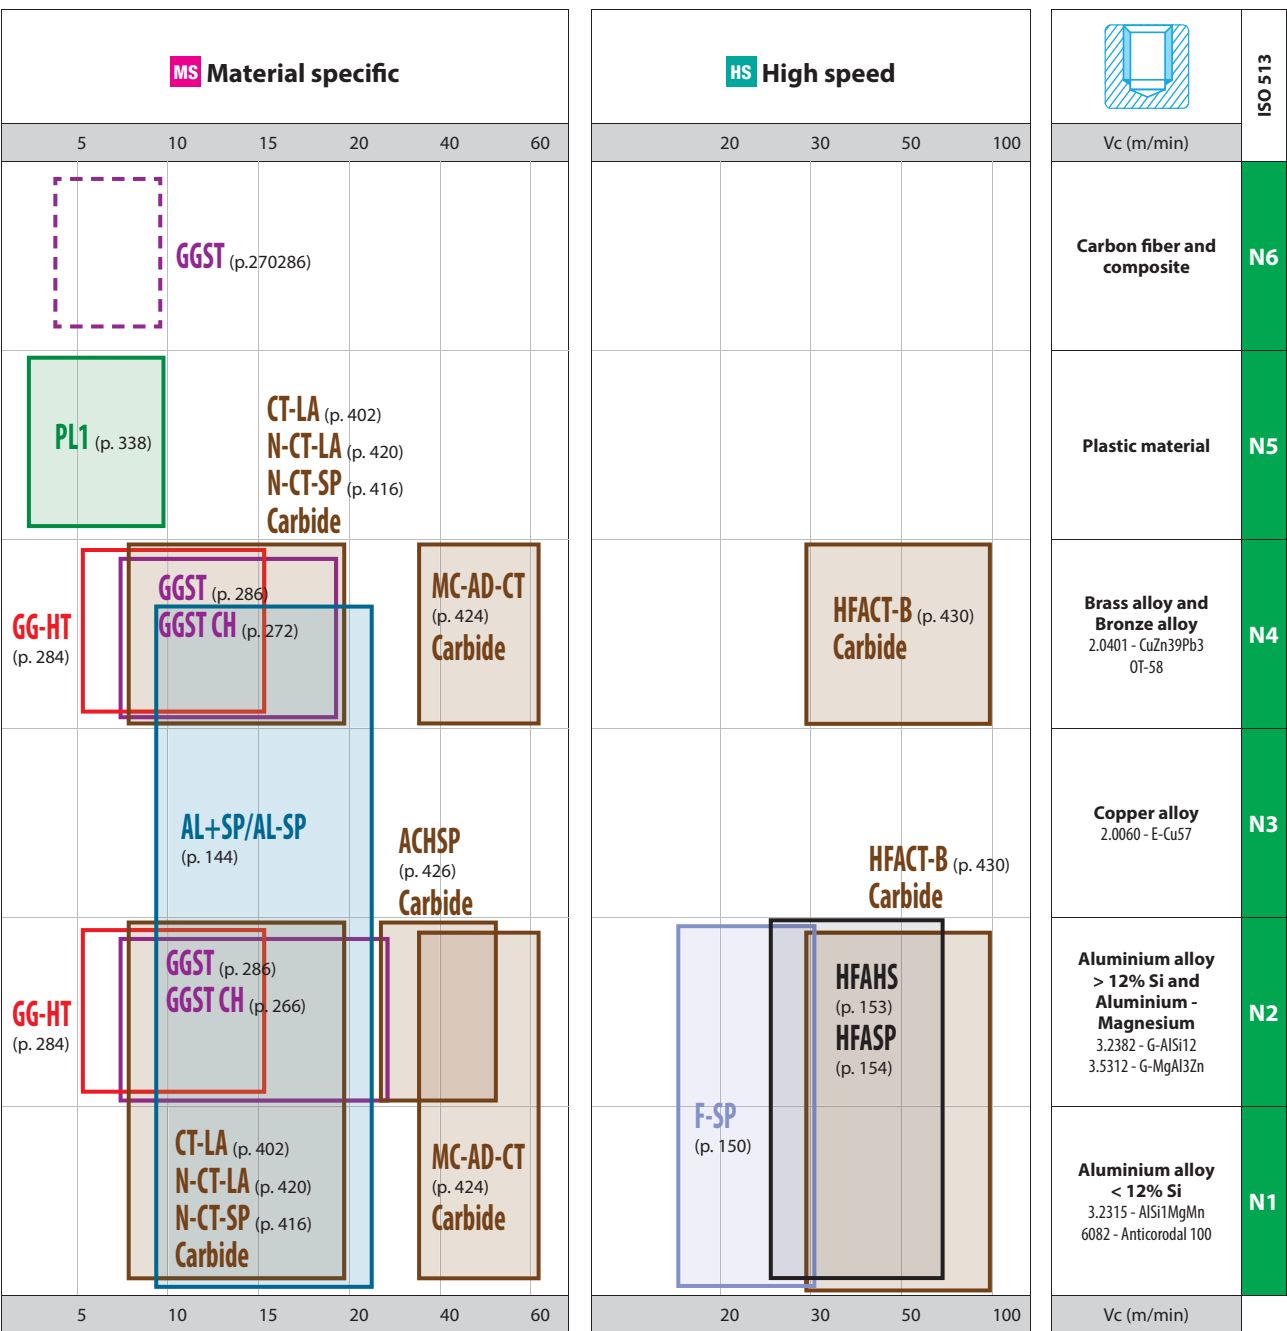 MS Material specific
HS High speed
ISO 513
5 10 15 20 40 60
20 30 50 100
Vc (m/min)
GGST (p.270286)
Carbon fiber and
composite
N6
PL1 (p. 338)
CT-LA (p. 402)
N-CT-LA (p. 420)
N-CT-SP (p. 416)
Carbide
Plastic material
N5
GG-HT
(p. 284)
GGST (p. 286)
GGST CH (p. 272)
MC-AD-CT
(p. 424)
Carbide
HFACT-B (p. 430)
Carbide
Brass alloy and
Bronze alloy
2.0401 - CuZn39Pb3
OT-58
N4
AL+SP/AL-SP
(p. 144)
ACHSP
(p. 426)
Carbide
HFACT-B (p. 430)
Carbide
Copper alloy
2.0060 - E-Cu57
N3
GG-HT
(p. 284)
GGST (p. 286)
GGST CH (p. 266)
HFAHS
(p. 153)
HFASP
(p. 154)
Aluminium alloy
> 12% Si and
Aluminium -
Magnesium
3.2382 - G-AlSi12
3.5312 - G-MgAl3Zn
N2
CT-LA (p. 402)
N-CT-LA (p. 420)
N-CT-SP (p. 416)
Carbide
MC-AD-CT
(p. 424)
Carbide
F-SP
(p. 150)
Aluminium alloy
< 12% Si
3.2315 - AlSi1MgMn
6082 - Anticorodal 100
N1
5 10 15 20 40 60
20 30 50 100
Vc (m/min)